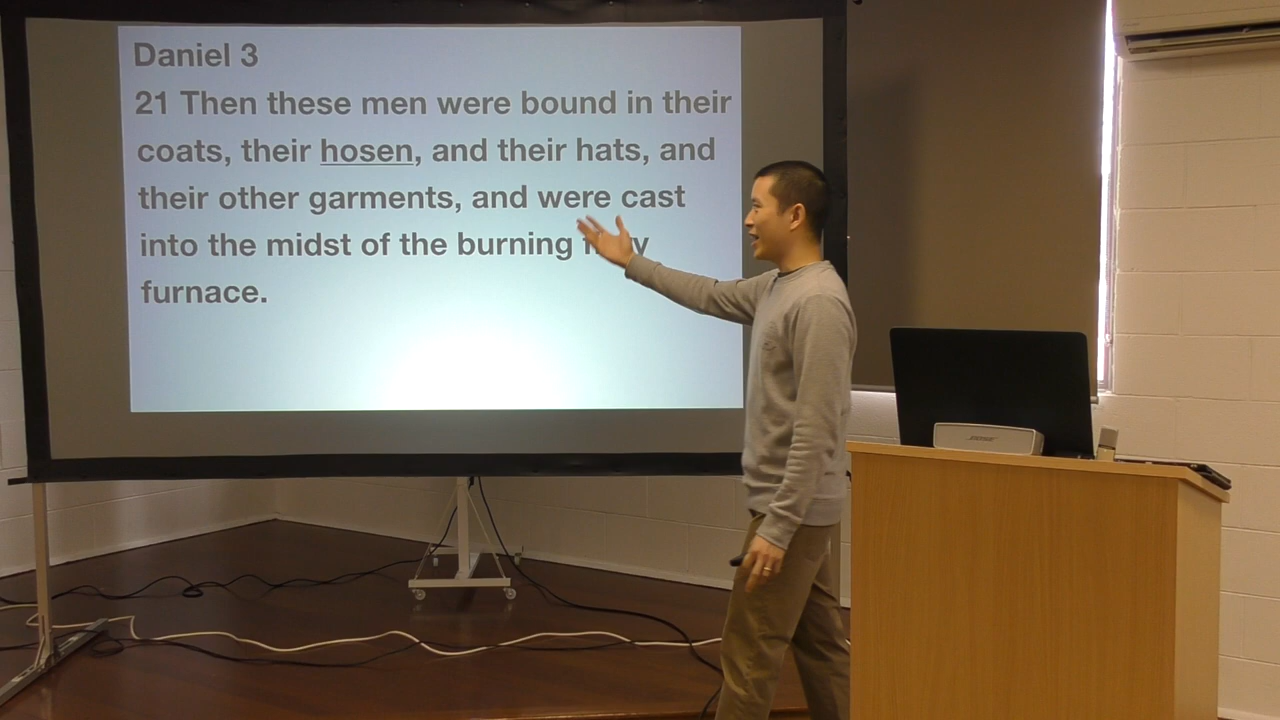 Daniel 3
21 Then these men were bound in their
coats, their hosen, and their hats, and
their other garments, and were cast
into the midst of the burning
furnace.
BOSE